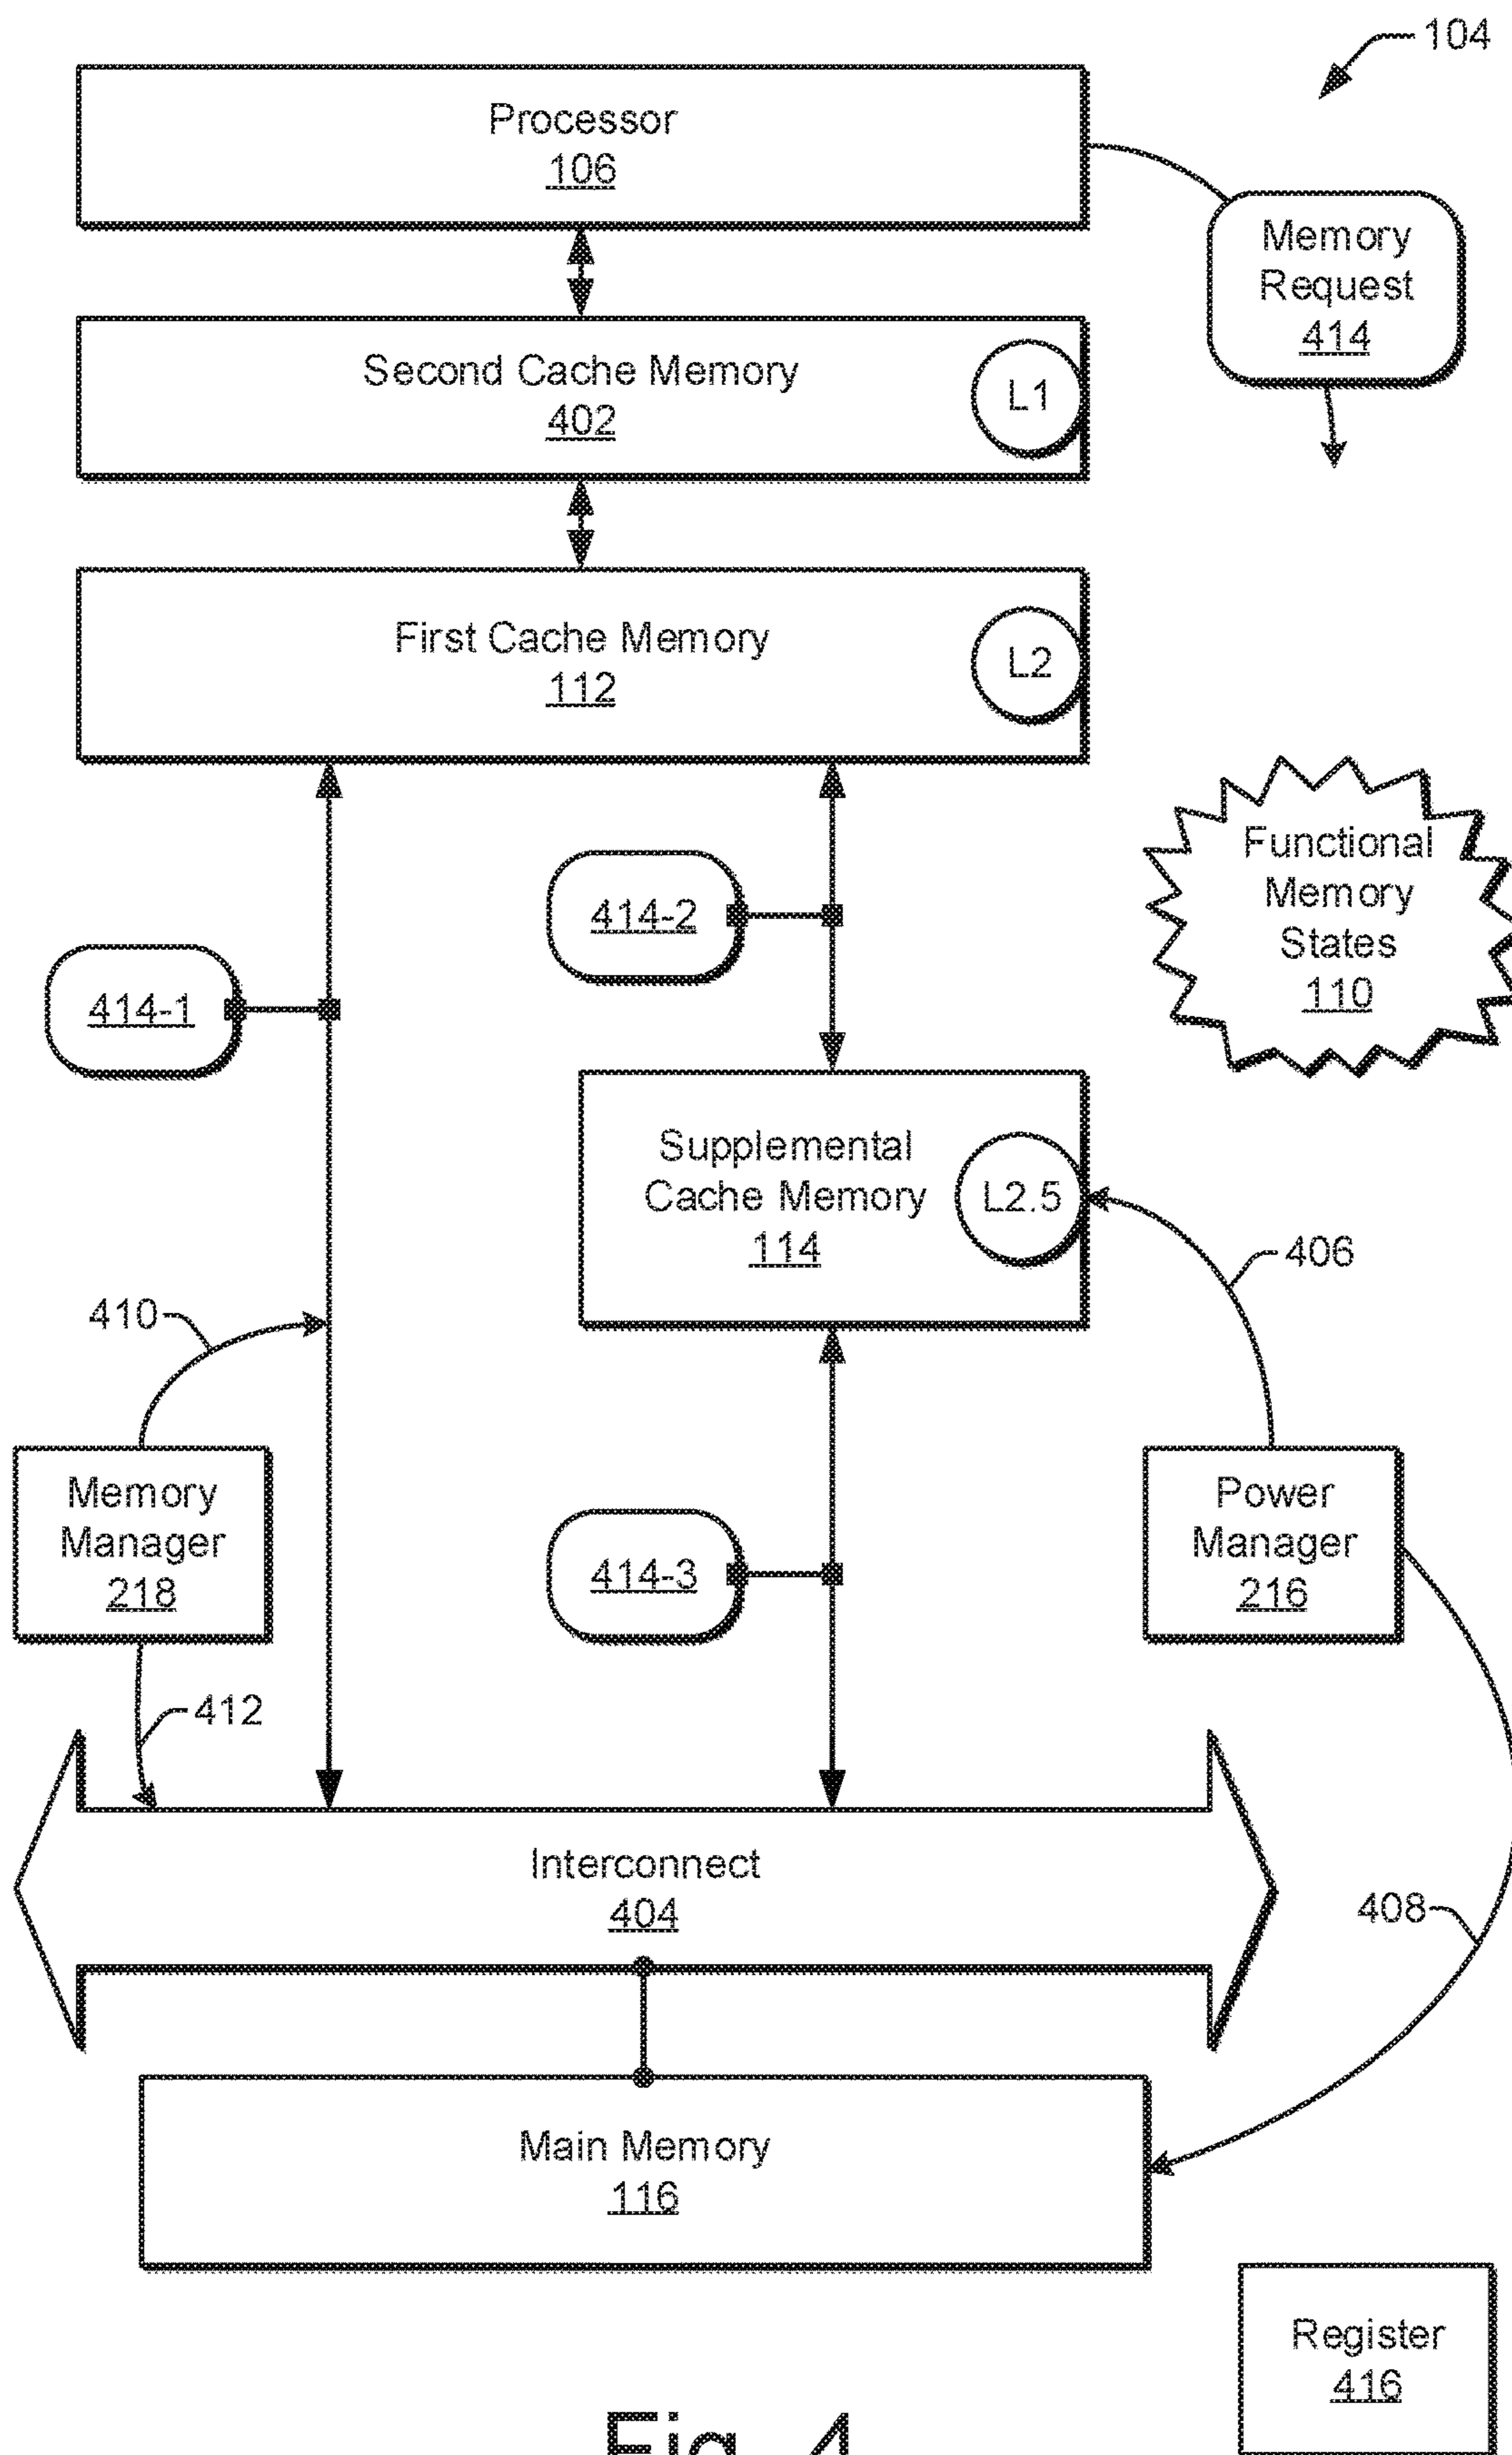 104
Processor
106
Memory
Request
414
Second Cache Memory
402
L1
First Cache Memory
112
L2
Functional
Memory
States
110
414-2
414-1
Supplemental
Cache Memory
114
L2.5
406
410
Memory
Manager
218
Power
Manager
216
414-3
412
Interconnect
404
408
Main Memory
116
Register
416
Fig. 4